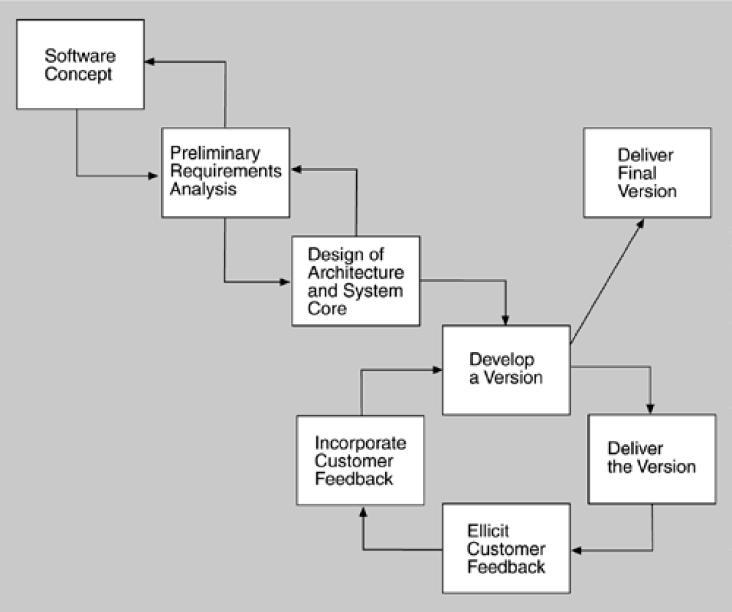 Software
Concept
Preliminary
Requirements
Analysis
Deliver
Final
Version
Design of
Architecture
and System
Core
Develop
a Version
Incorporate
Customer
Feedback
Deliver
the Version
Ellicit
Customer
Feedback